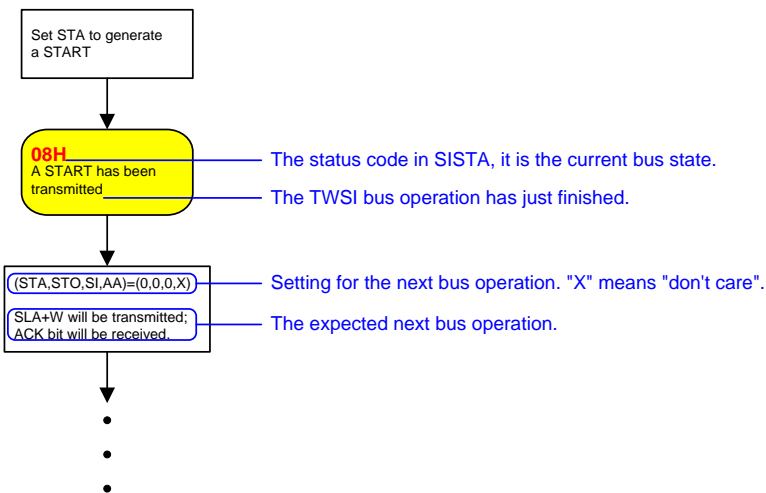 Set STA to generate
a START
08H
A START has been
transmitted
The status code in SISTA, it is the current bus state.
The TWSI bus operation has just finished.
(STA,STO,SI,AA)=(0,0,0,X)
Setting for the next bus operation. "X" means "don't care".
SLA+W will be transmitted;
ACK bit will be received.
The expected next bus operation.